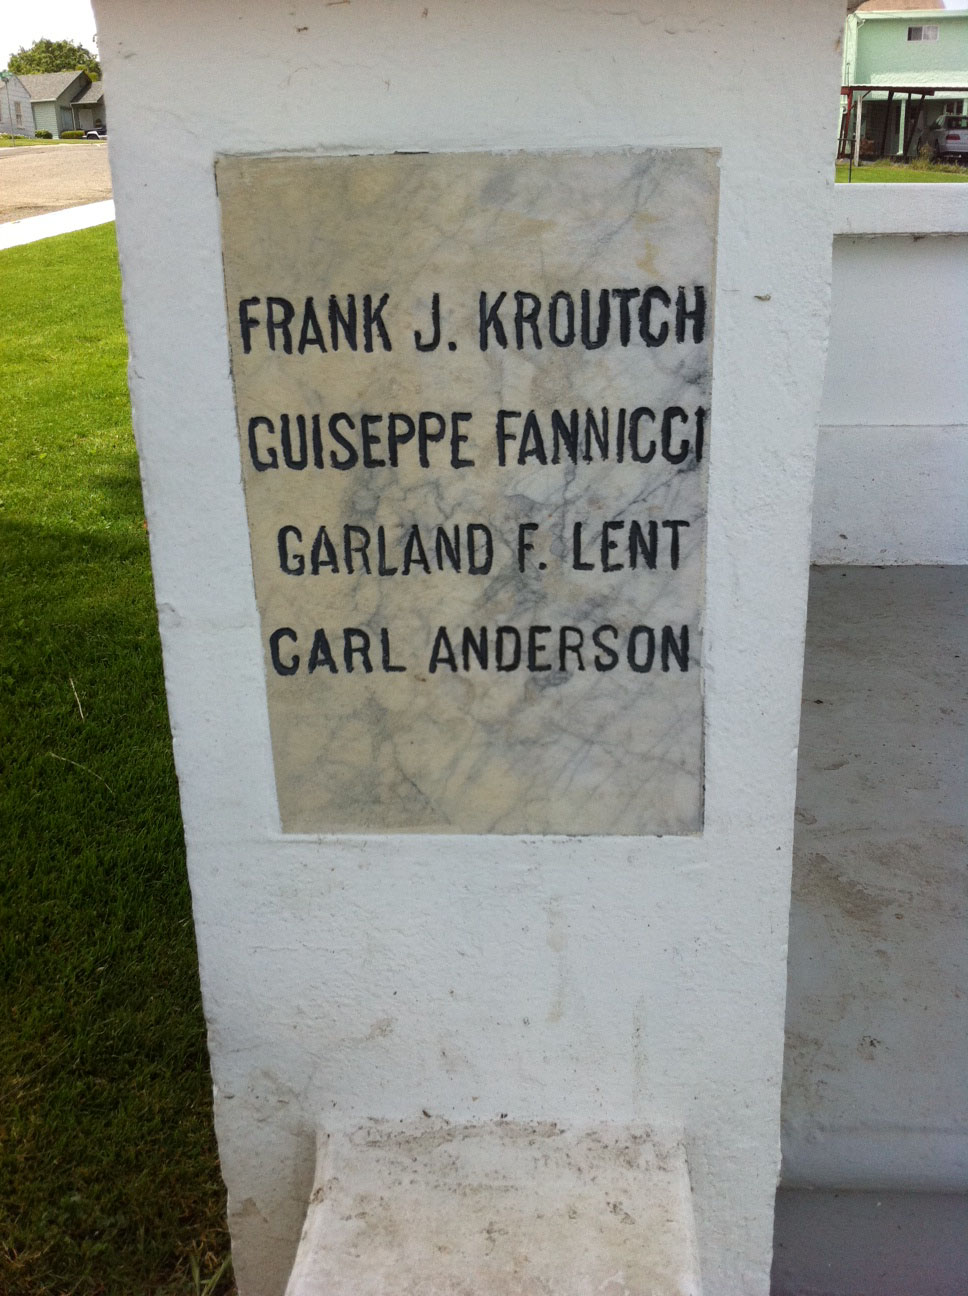 FRANK J. KROUTCH
GUISEPPE FANNICCI
GARLAND F. LENT
CARL ANDERSON